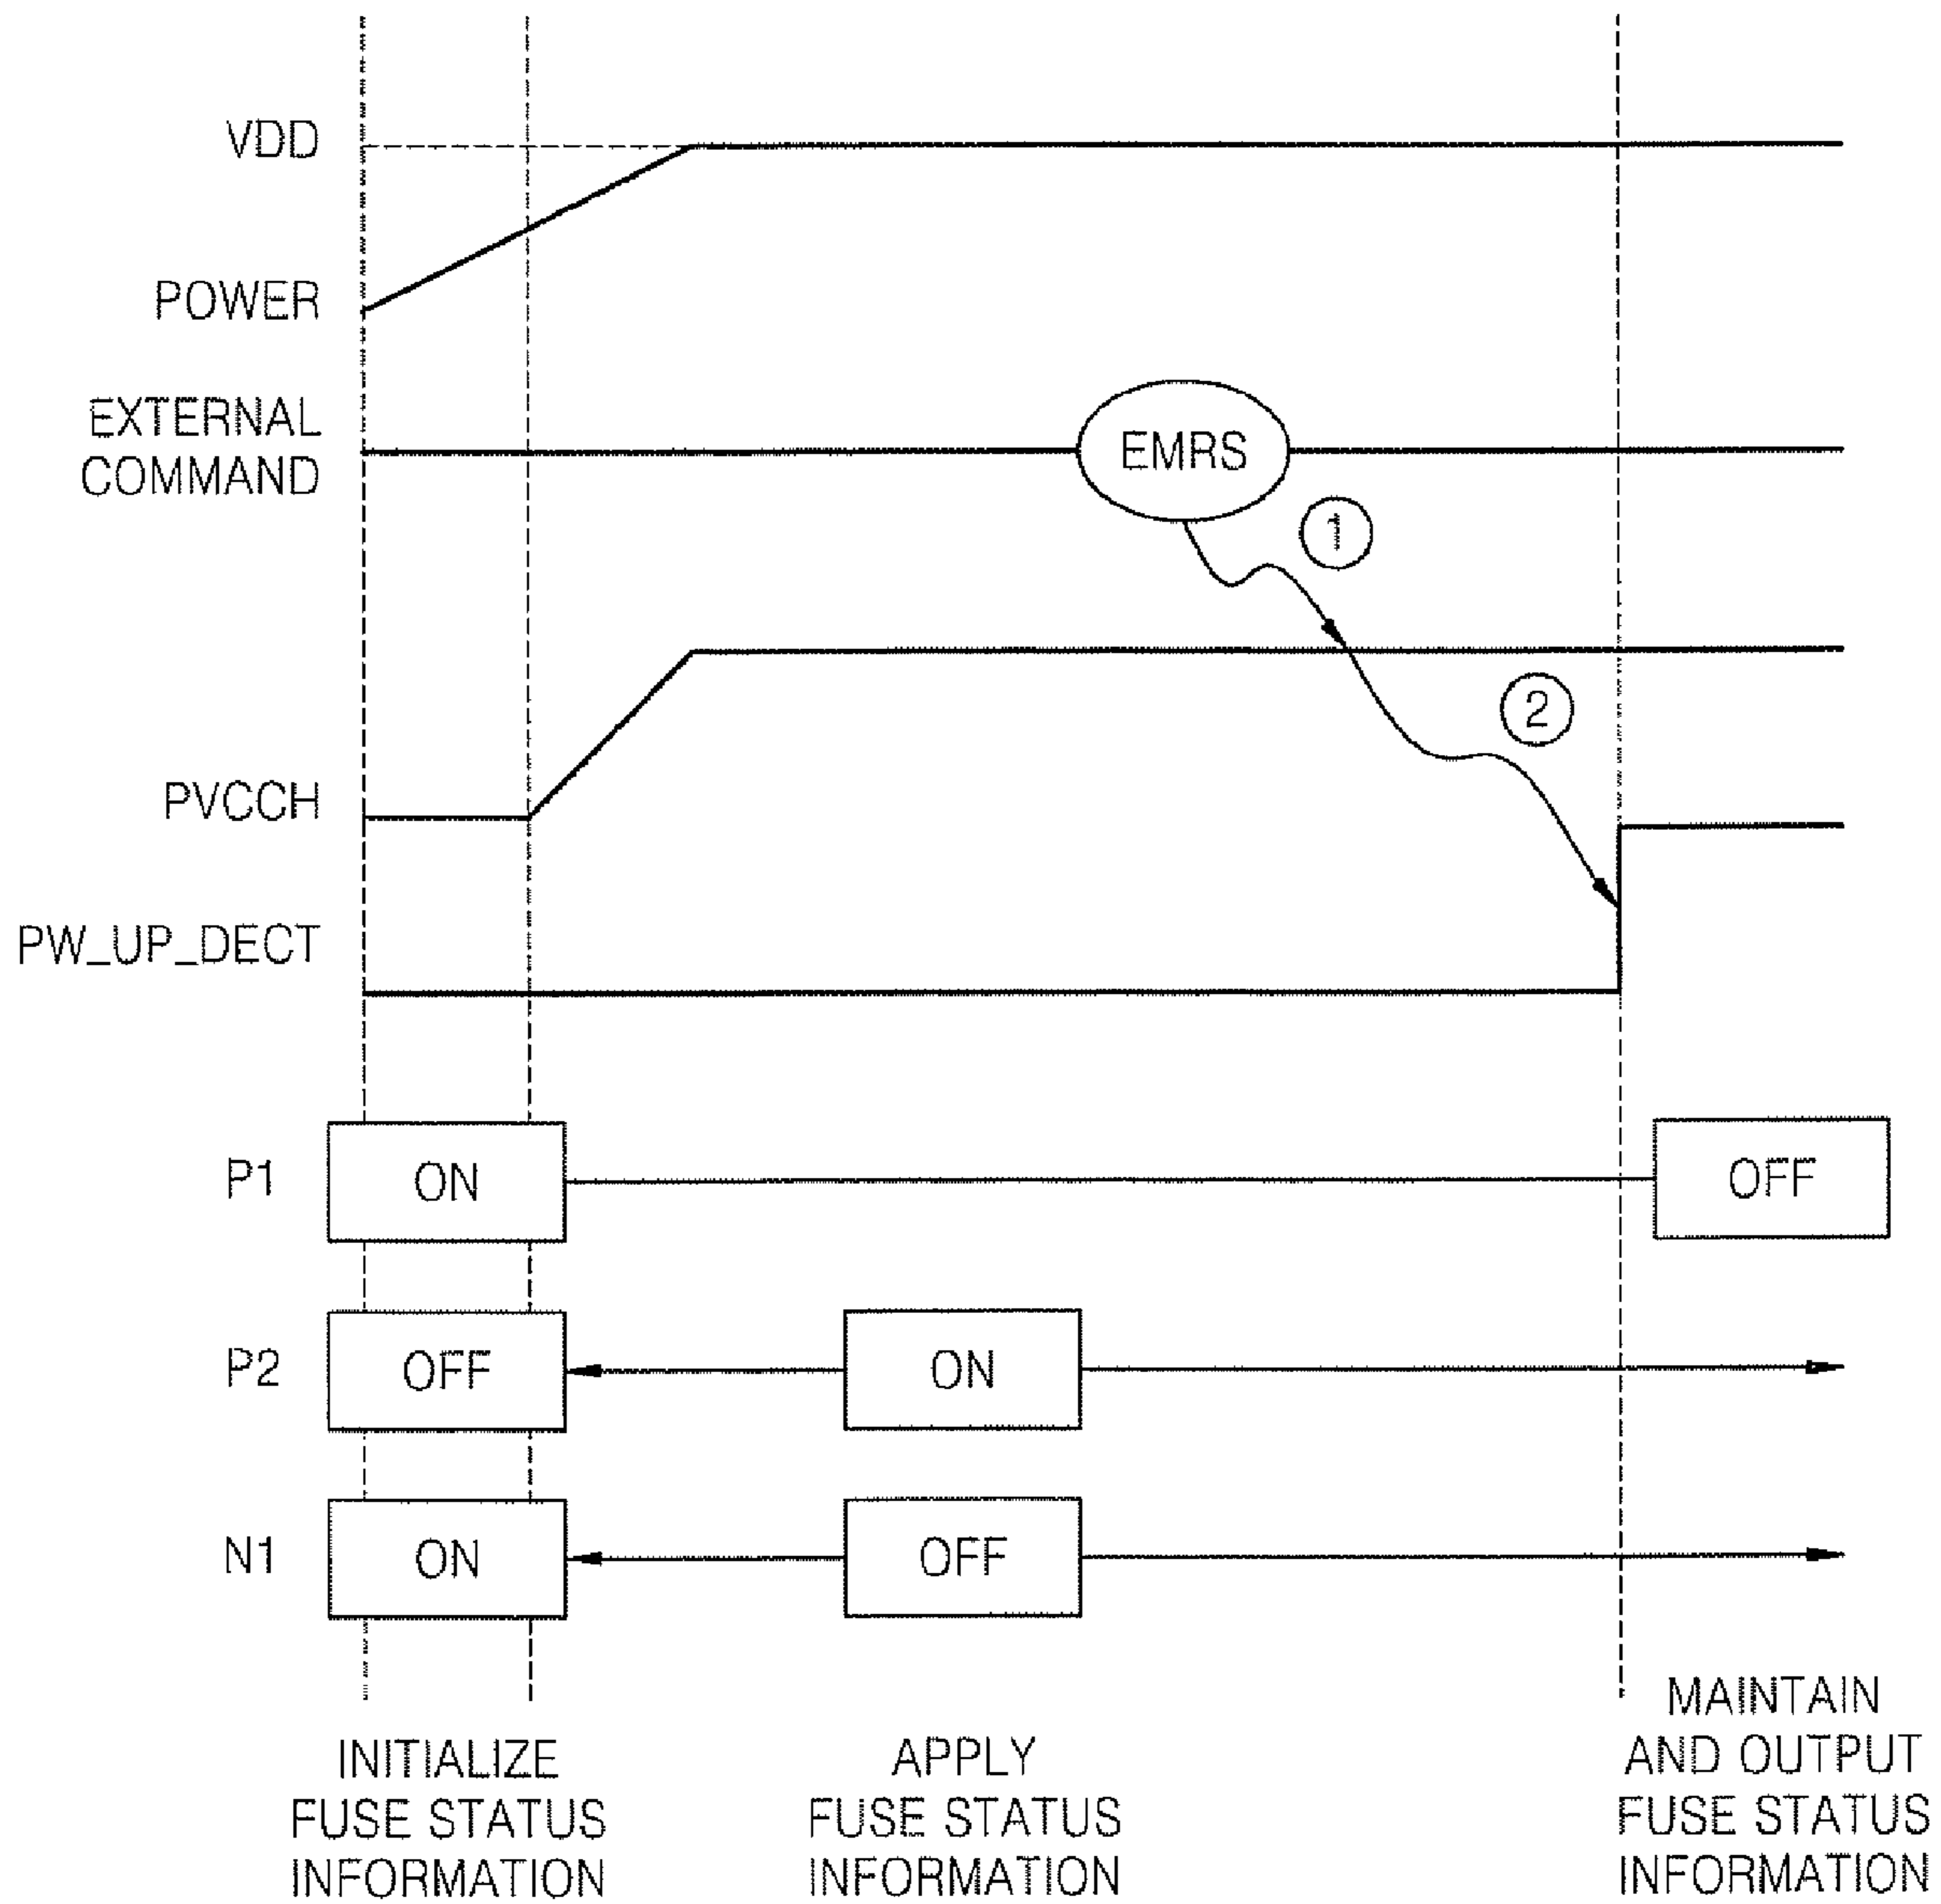 VDD
POWER
EXTERNAL
COMMAND
EMRS
1
2
PVCCH
PW_UP_DECT
P1
ON
OFF
P2
OFF
ON
N1
ON
OFF
INITIALIZE
FUSE STATUS
INFORMATION
APPLY
FUSE STATUS
INFORMATION
MAINTAIN
AND OUTPUT
FUSE STATUS
INFORMATION